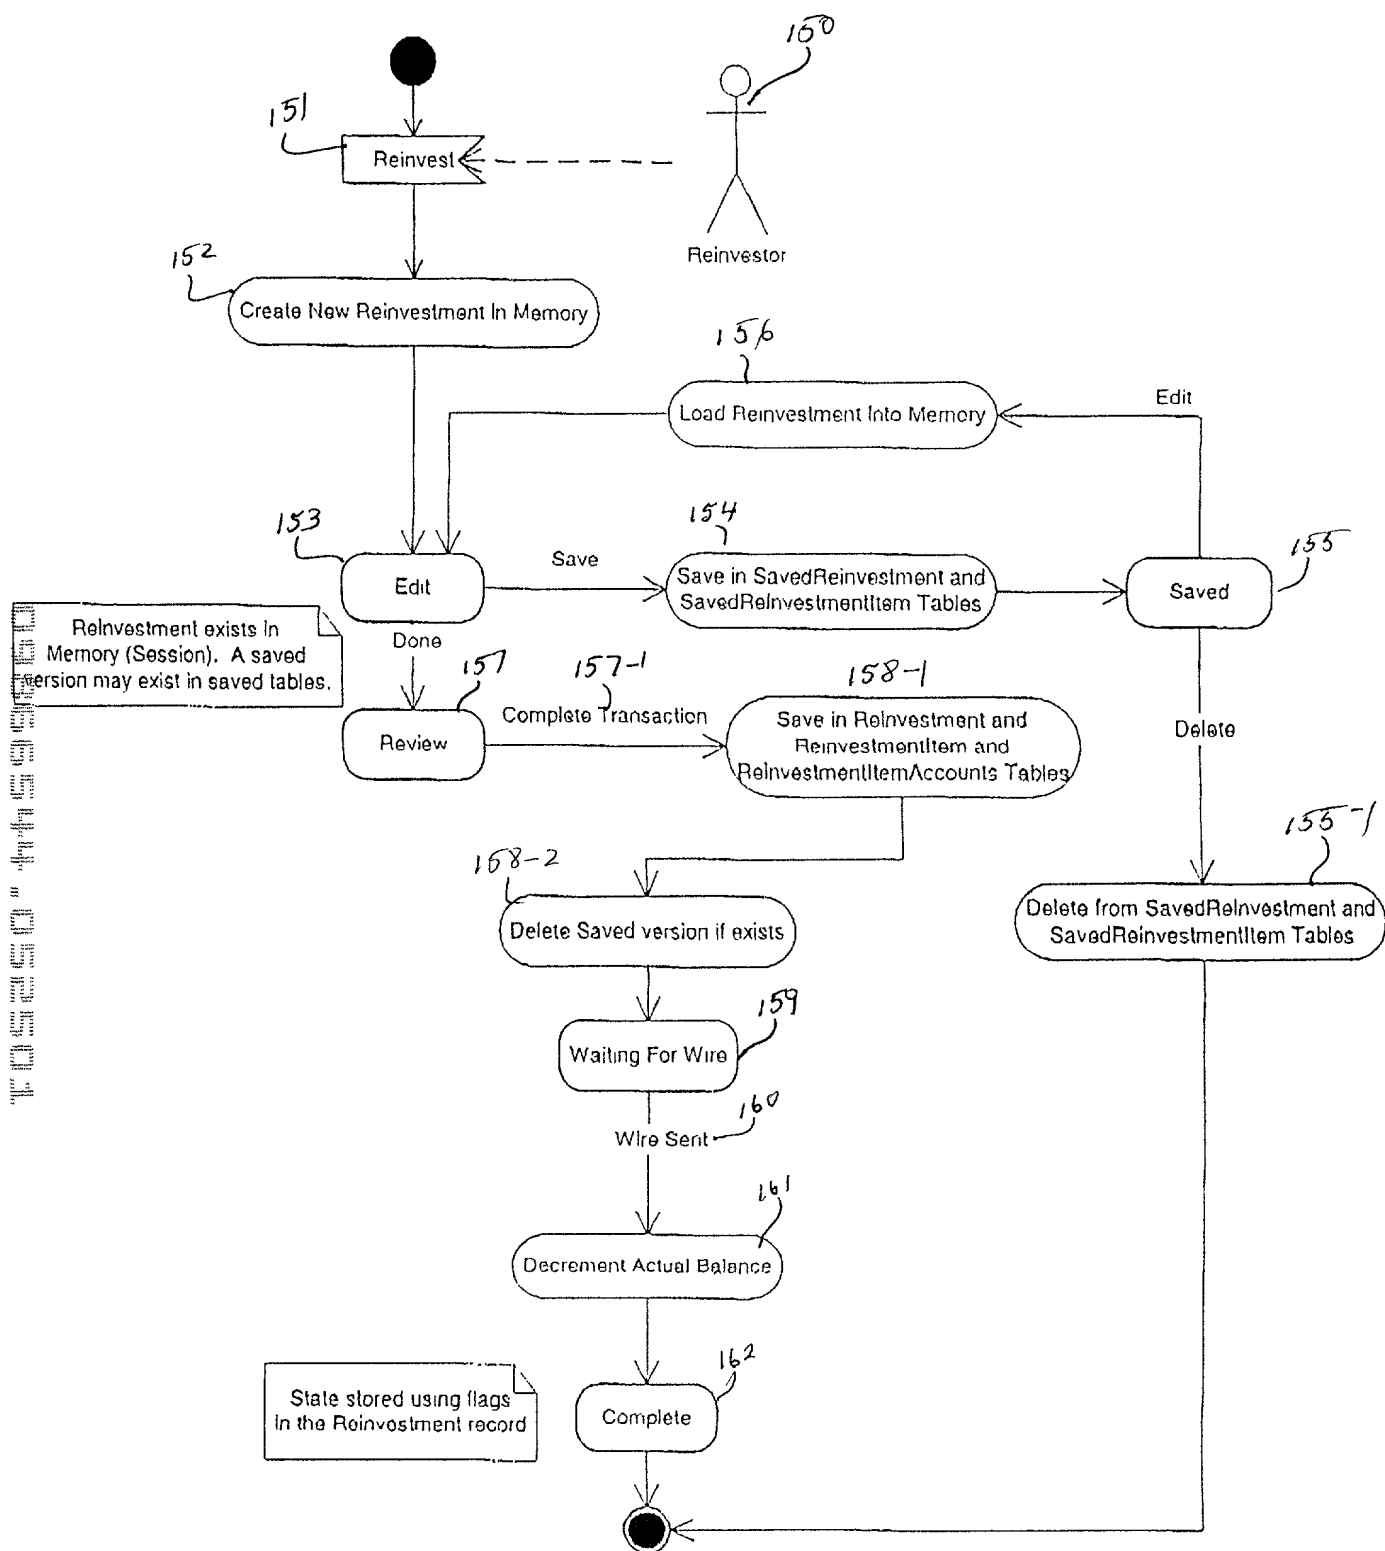 150
151
Reinvest
Reinvestor
152
Create New Reinvestment In Memory
156
Load Reinvestment Into Memory
Edit
153
Edit
Save
154
Save in SavedReinvestment and
SavedReinvestmentItem Tables
155
Saved
Reinvestment exists in
Memory (Session). A saved
version may exist in saved tables.
Done
157
Review
157-1
Complete Transaction
158-1
Save in Reinvestment and
ReinvestmentItem and
ReinvestmentItemAccounts Tables
Delete
155-1
Delete from SavedReinvestment and
SavedReinvestmentItem Tables
158-2
Delete Saved version if exists
159
Waiting For Wire
160
Wire Sent
161
Decrement Actual Balance
162
Complete
State stored using flags
in the Reinvestment record